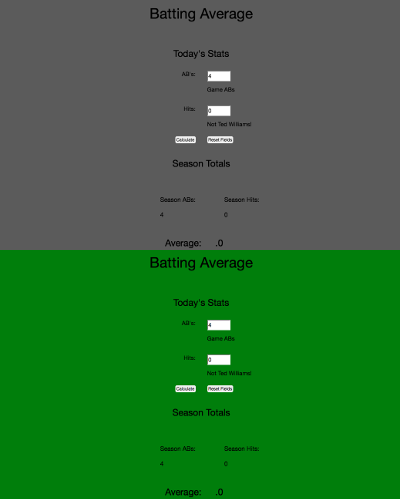 Batting Average
Today's Stats
AB's: 4
Game ABs
Hits: 0
Not Ted Williams!
Calculate Reset Fields
Season Totals
Season ABs: Season Hits:
4 0
Average: .0
Batting Average
Today's Stats
AB's: 4
Game ABs
Hits: 0
Not Ted Williams!
Calculate Reset Fields
Season Totals
Season ABs: Season Hits:
4 0
Average: .0